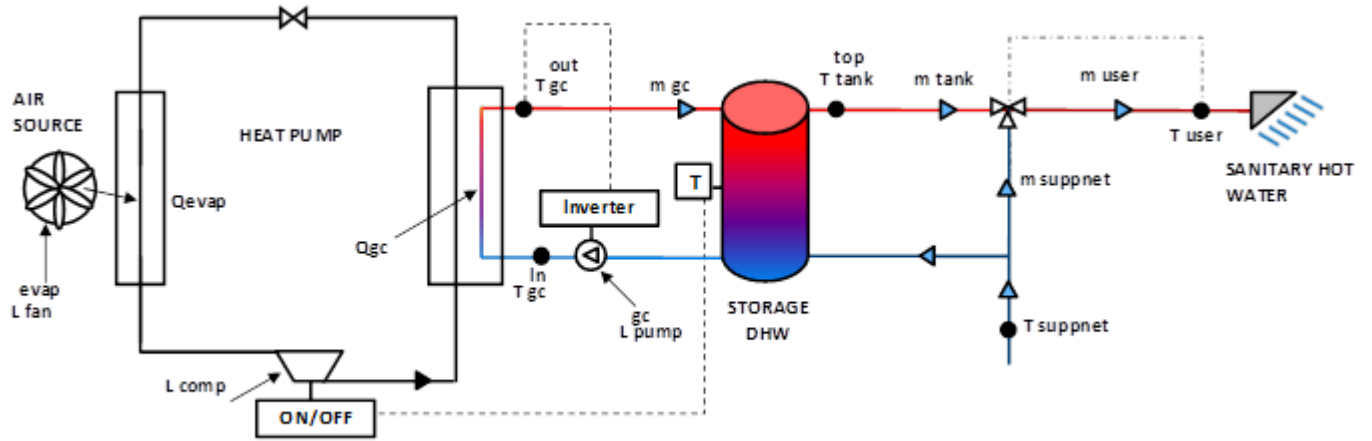 AIR
SOURCE
HEAT PUMP
Qevap
evap
L fan
L comp
ON/OFF
Qgc
out
T gc
m gc
Inverter
In
T gc
gc
L pump
T
STORAGE
DHW
top
T tank
m tank
m user
T user
SANITARY HOT
WATER
m suppnet
T suppnet